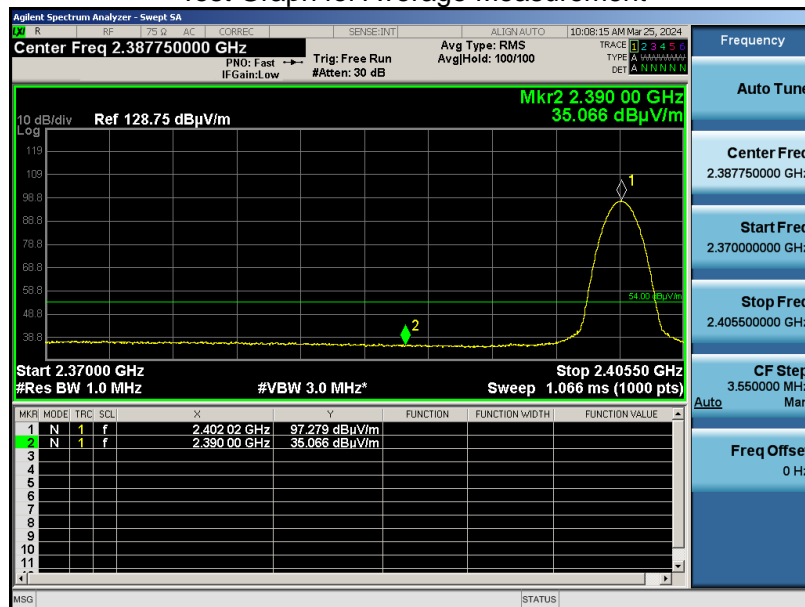 Test Graph for Average Measurement
Agilent Spectrum Analyzer - Swept SA
LXI R RF 75 Ω AC CORREC SENSE:INT ALIGN AUTO 10:08:15 AM Mar 25, 2024
Center Freq 2.387750000 GHz
PNO: Fast
IFGain:Low
Trig: Free Run
#Atten: 30 dB
Avg Type: RMS
Avg|Hold: 100/100
TRACE 1 2 3 4 5 6
TYPE A WWWWW
DET A N N N N N
Mkr2 2.390 00 GHz
35.066 dBµV/m
10 dB/div Ref 128.75 dBµV/m
Log
119
109
98.8
88.8
78.8
68.8
58.8
48.8
38.8
1
2
54.00 dBµV/m
Start 2.37000 GHz Stop 2.40550 GHz
#Res BW 1.0 MHz #VBW 3.0 MHz* Sweep 1.066 ms (1000 pts)
MKR MODE TRC SCL X Y FUNCTION FUNCTION WIDTH FUNCTION VALUE
1 N 1 f 2.402 02 GHz 97.279 dBµV/m
2 N 1 f 2.390 00 GHz 35.066 dBµV/m
3
4
5
6
7
8
9
10
11
MSG STATUS
Frequency
Auto Tune
Center Freq
2.387750000 GHz
Start Freq
2.370000000 GHz
Stop Freq
2.405500000 GHz
CF Step
3.550000 MHz
Auto Man
Freq Offset
0 Hz